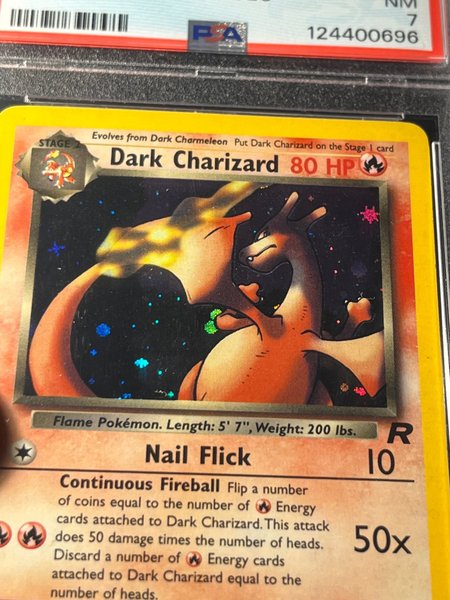 NM
7
PSA
124400696
STAGE 2
Evolves from Dark Charmeleon Put Dark Charizard on the Stage 1 card
Dark Charizard 80 HP
Flame Pokémon. Length: 5' 7", Weight: 200 lbs.
R
Nail Flick 10
Continuous Fireball Flip a number
of coins equal to the number of Energy
cards attached to Dark Charizard. This attack
does 50 damage times the number of heads.
Discard a number of Energy cards
attached to Dark Charizard equal to the
number of heads.
50x